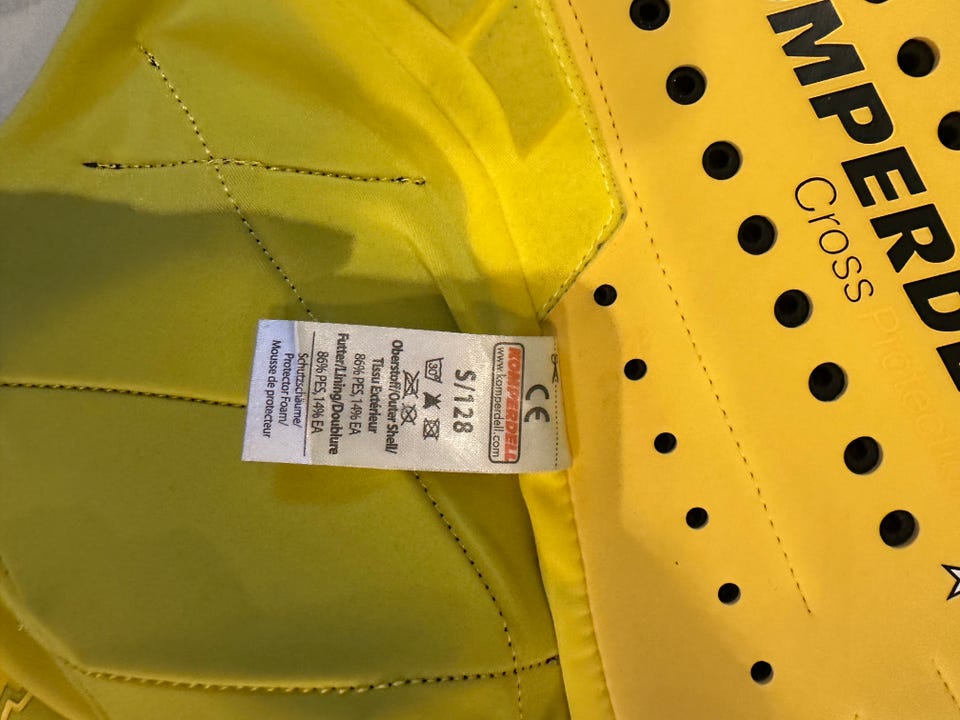 CE
KOMPERDELL
www.komperdell.com
S/128
30°
Oberstoff/Outer Shell/
Tissu Extérieur
86% PES, 14% EA
Futter/Lining/Doublure
86% PES, 14% EA
Schutzschäume/
Protector Foam/
Mousse de protecteur
OMPERDE
Cross